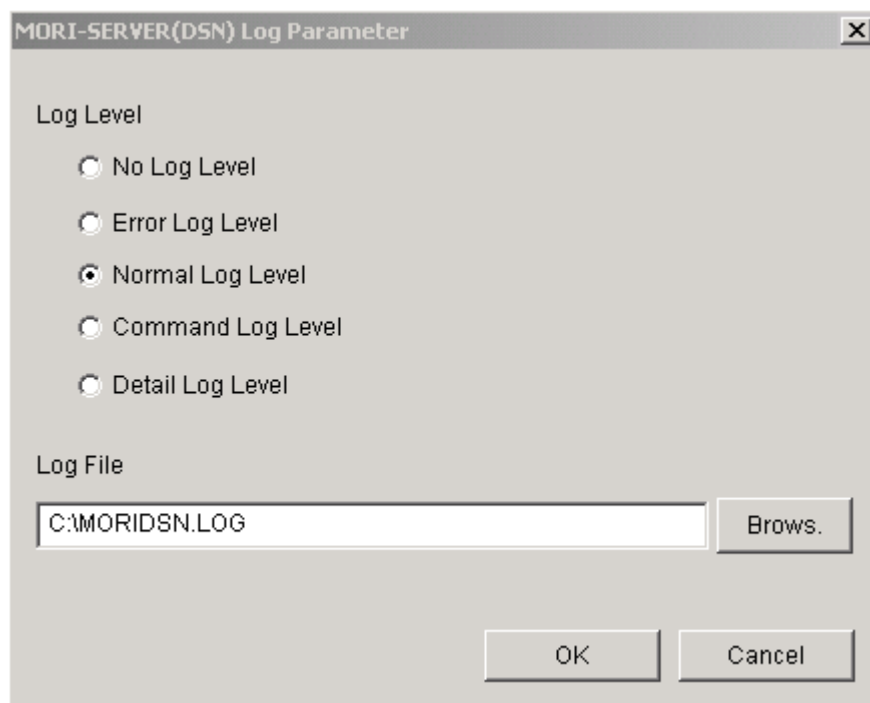 MORI-SERVER(DSN) Log Parameter
Log Level
No Log Level
Error Log Level
Normal Log Level
Command Log Level
Detail Log Level
Log File
C:\MORIDSN.LOG
Brows.
OK
Cancel